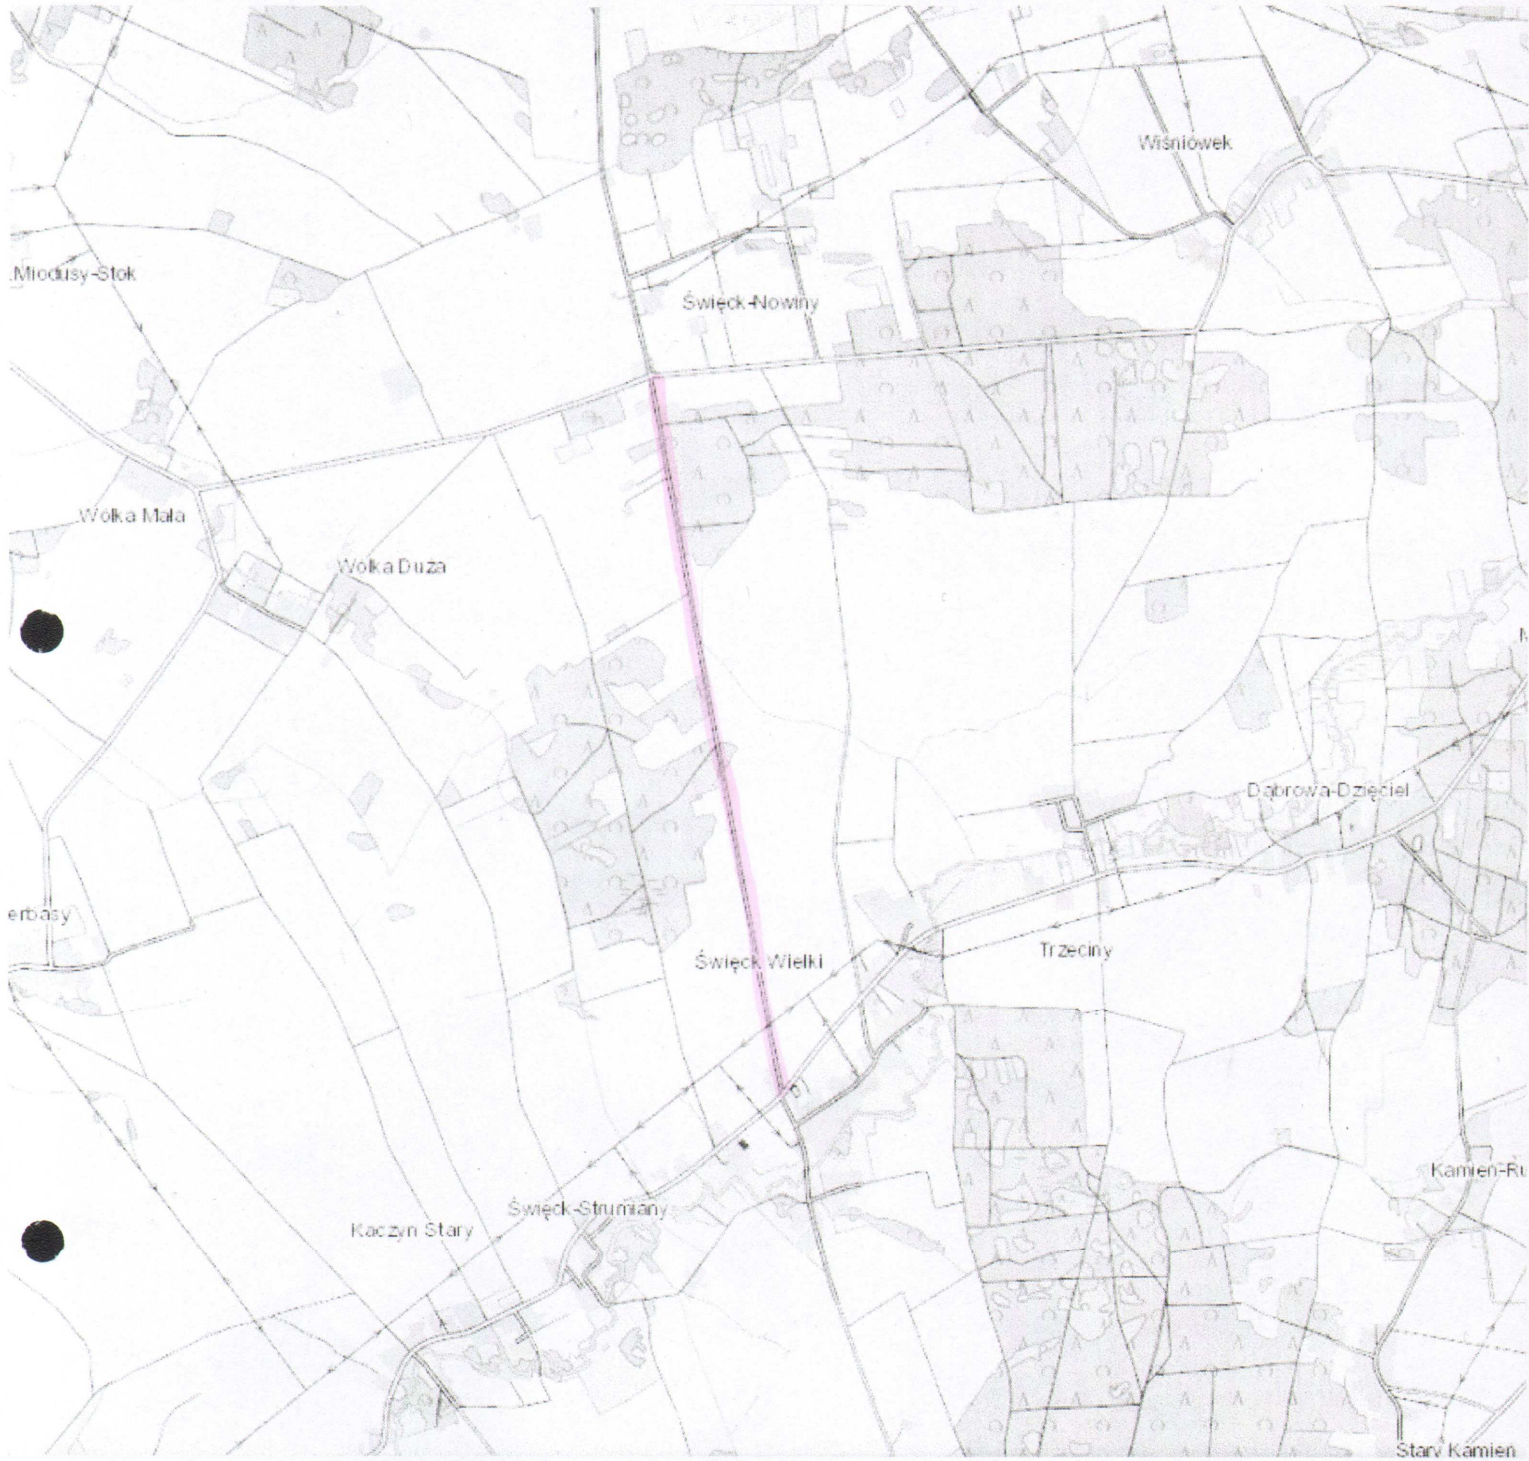 Wiśniówek
.Miodusy-Stok
Święck-Nowiny
Wólka Mała
Wólka Duża
Dąbrowa-Dzięciel
erbasy
Święck Wielki
Trzeciny
Kamień-Ru
Święck-Strumiany
Kaczyn Stary
Stary Kamień